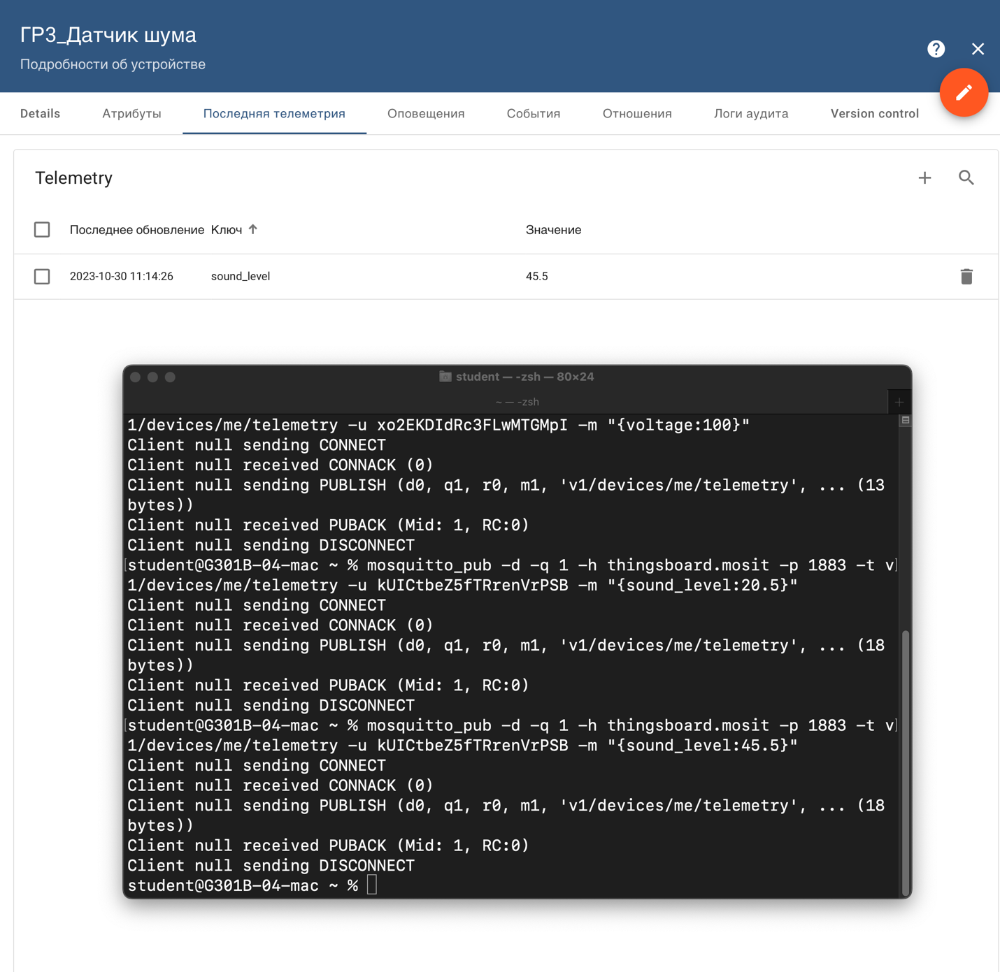 ГР3_Датчик шума
Подробности об устройстве
Details Атрибуты Последняя телеметрия Оповещения События Отношения Логи аудита Version control
Telemetry
Последнее обновление Ключ Значение
2023-10-30 11:14:26 sound_level 45.5
student — -zsh — 80×24
~ — -zsh
1/devices/me/telemetry -u xo2EKDIdRc3FLwMTGMpI -m "{voltage:100}"
Client null sending CONNECT
Client null received CONNACK (0)
Client null sending PUBLISH (d0, q1, r0, m1, 'v1/devices/me/telemetry', ... (13
bytes))
Client null received PUBACK (Mid: 1, RC:0)
Client null sending DISCONNECT
[student@G301B-04-mac ~ % mosquitto_pub -d -q 1 -h thingsboard.mosit -p 1883 -t v]
1/devices/me/telemetry -u kUICtbeZ5fTRrenVrPSB -m "{sound_level:20.5}"
Client null sending CONNECT
Client null received CONNACK (0)
Client null sending PUBLISH (d0, q1, r0, m1, 'v1/devices/me/telemetry', ... (18
bytes))
Client null received PUBACK (Mid: 1, RC:0)
Client null sending DISCONNECT
[student@G301B-04-mac ~ % mosquitto_pub -d -q 1 -h thingsboard.mosit -p 1883 -t v]
1/devices/me/telemetry -u kUICtbeZ5fTRrenVrPSB -m "{sound_level:45.5}"
Client null sending CONNECT
Client null received CONNACK (0)
Client null sending PUBLISH (d0, q1, r0, m1, 'v1/devices/me/telemetry', ... (18
bytes))
Client null received PUBACK (Mid: 1, RC:0)
Client null sending DISCONNECT
student@G301B-04-mac ~ %